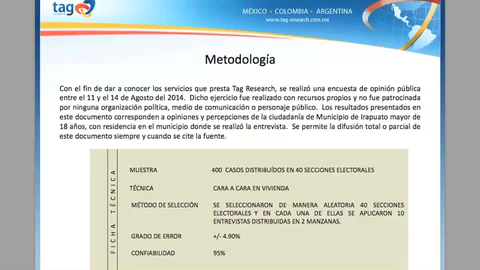 tag
MÉXICO - COLOMBIA - ARGENTINA
www.tag-research.com.mx
Metodología
Con el fin de dar a conocer los servicios que presta Tag Research, se realizó una encuesta de opinión pública
entre el 11 y el 14 de Agosto del 2014. Dicho ejercicio fue realizado con recursos propios y no fue patrocinada
por ninguna organización política, medio de comunicación o personaje público. Los resultados presentados en
este documento corresponden a opiniones y percepciones de la ciudadanía de Municipio de Irapuato mayor de
18 años, con residencia en el municipio donde se realizó la entrevista. Se permite la difusión total o parcial de
este documento siempre y cuando se cite la fuente.
FICHA TÉCNICA
MUESTRA 400 CASOS DISTRIBUÍDOS EN 40 SECCIONES ELECTORALES
TÉCNICA CARA A CARA EN VIVIENDA
MÉTODO DE SELECCIÓN SE SELECCIONARON DE MANERA ALEATORIA 40 SECCIONES
ELECTORALES Y EN CADA UNA DE ELLAS SE APLICARON 10
ENTREVISTAS DISTRIBUIDAS EN 2 MANZANAS.
GRADO DE ERROR +/- 4.90%
CONFIABILIDAD 95%